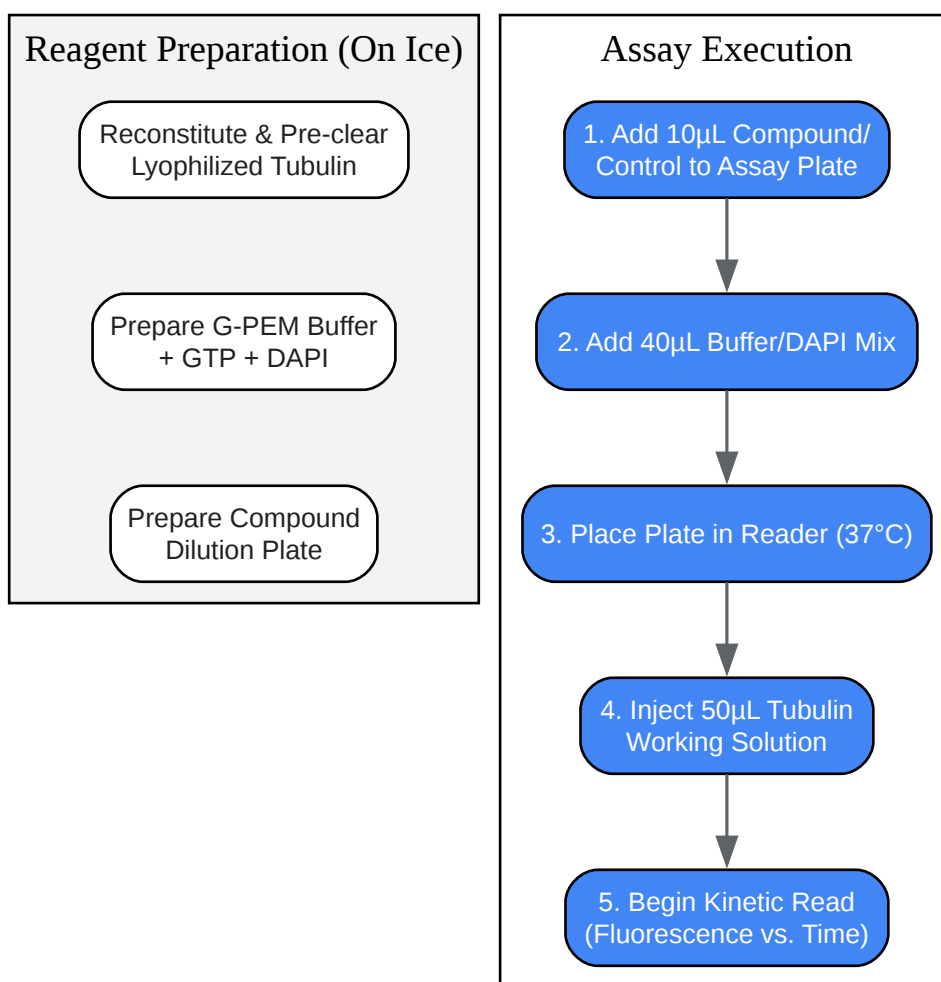 Reagent Preparation (On Ice)
Reconstitute & Pre-clear
Lyophilized Tubulin
Prepare G-PEM Buffer
+ GTP + DAPI
Prepare Compound
Dilution Plate
Assay Execution
1. Add 10µL Compound/
Control to Assay Plate
2. Add 40µL Buffer/DAPI Mix
3. Place Plate in Reader (37°C)
4. Inject 50µL Tubulin
Working Solution
5. Begin Kinetic Read
(Fluorescence vs. Time)